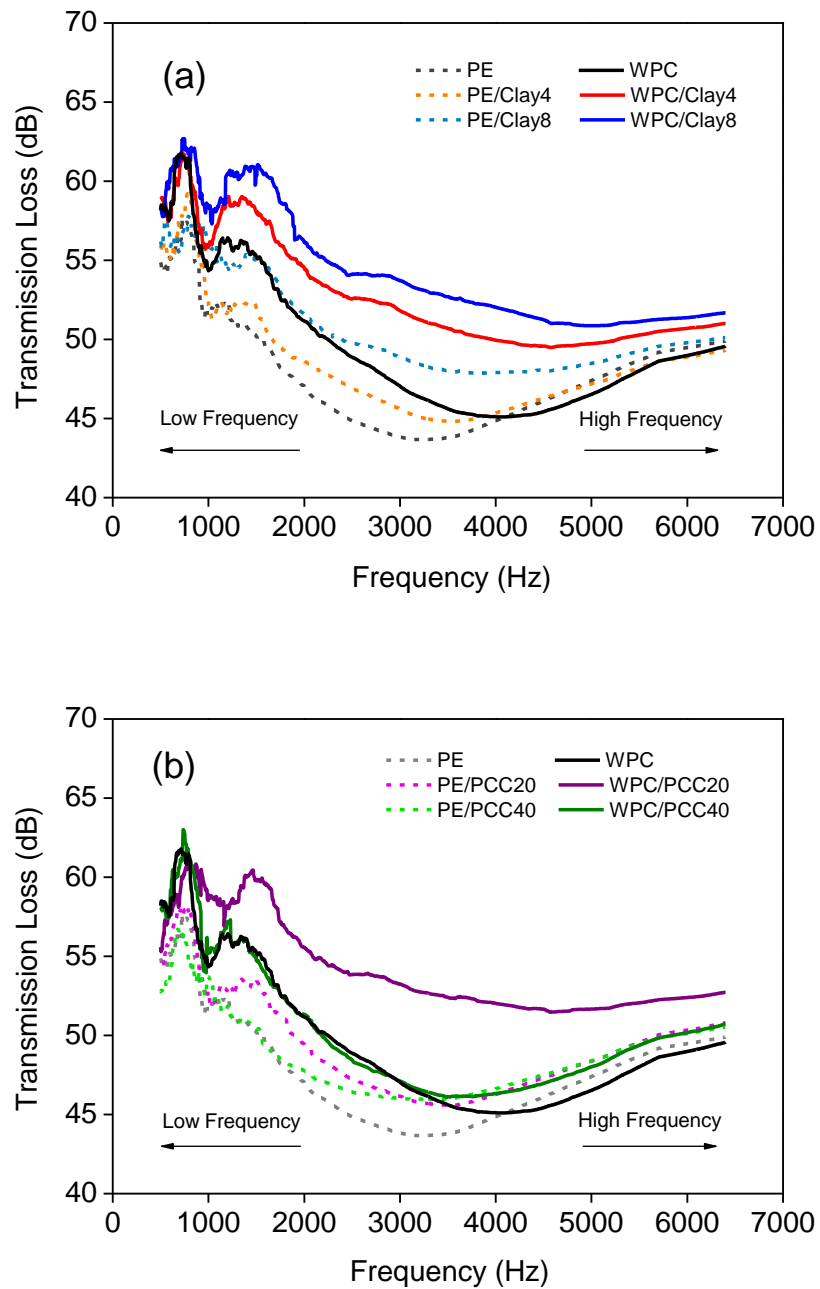 70
65
60
55
50
45
40
Transmission Loss (dB)
(a)
PE
WPC
PE/Clay4
WPC/Clay4
PE/Clay8
WPC/Clay8
Low Frequency
High Frequency
0 1000 2000 3000 4000 5000 6000 7000
Frequency (Hz)
70
65
60
55
50
45
40
Transmission Loss (dB)
(b)
PE
WPC
PE/PCC20
WPC/PCC20
PE/PCC40
WPC/PCC40
Low Frequency
High Frequency
0 1000 2000 3000 4000 5000 6000 7000
Frequency (Hz)